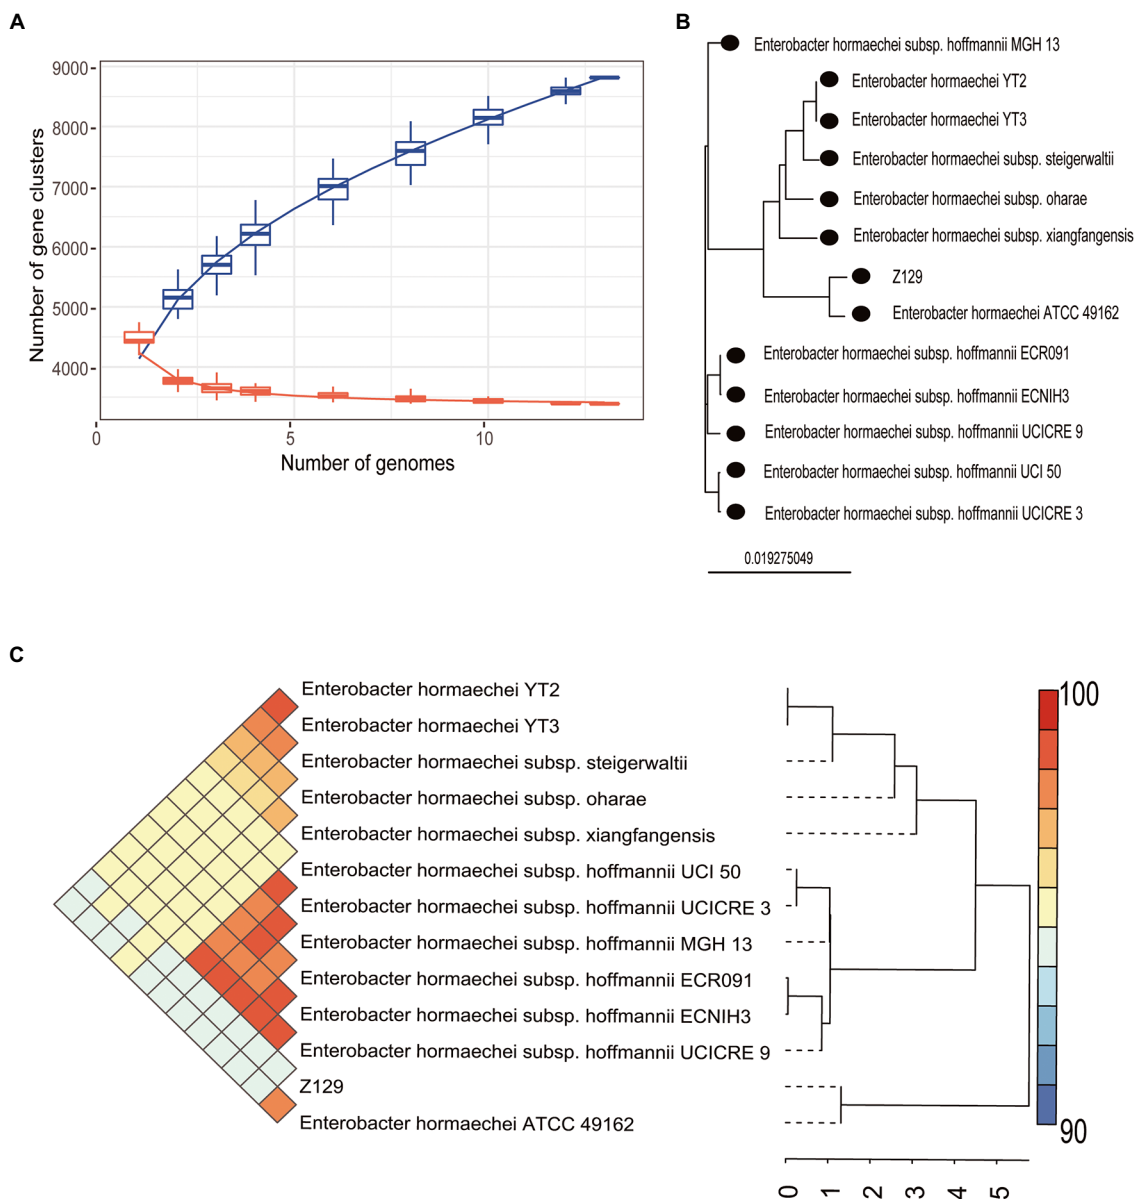 A
Number of gene clusters
9000
8000
7000
6000
5000
4000
0
5
10
Number of genomes
B
Enterobacter hormaechei subsp. hoffmannii MGH 13
Enterobacter hormaechei YT2
Enterobacter hormaechei YT3
Enterobacter hormaechei subsp. steigerwaltii
Enterobacter hormaechei subsp. oharae
Enterobacter hormaechei subsp. xiangfangensis
Z129
Enterobacter hormaechei ATCC 49162
Enterobacter hormaechei subsp. hoffmannii ECR091
Enterobacter hormaechei subsp. hoffmannii ECNIH3
Enterobacter hormaechei subsp. hoffmannii UCICRE 9
Enterobacter hormaechei subsp. hoffmannii UCI 50
Enterobacter hormaechei subsp. hoffmannii UCICRE 3
0.019275049
C
Enterobacter hormaechei YT2
Enterobacter hormaechei YT3
Enterobacter hormaechei subsp. steigerwaltii
Enterobacter hormaechei subsp. oharae
Enterobacter hormaechei subsp. xiangfangensis
Enterobacter hormaechei subsp. hoffmannii UCI 50
Enterobacter hormaechei subsp. hoffmannii UCICRE 3
Enterobacter hormaechei subsp. hoffmannii MGH 13
Enterobacter hormaechei subsp. hoffmannii ECR091
Enterobacter hormaechei subsp. hoffmannii ECNIH3
Enterobacter hormaechei subsp. hoffmannii UCICRE 9
Z129
Enterobacter hormaechei ATCC 49162
100
90
0
1
2
3
4
5